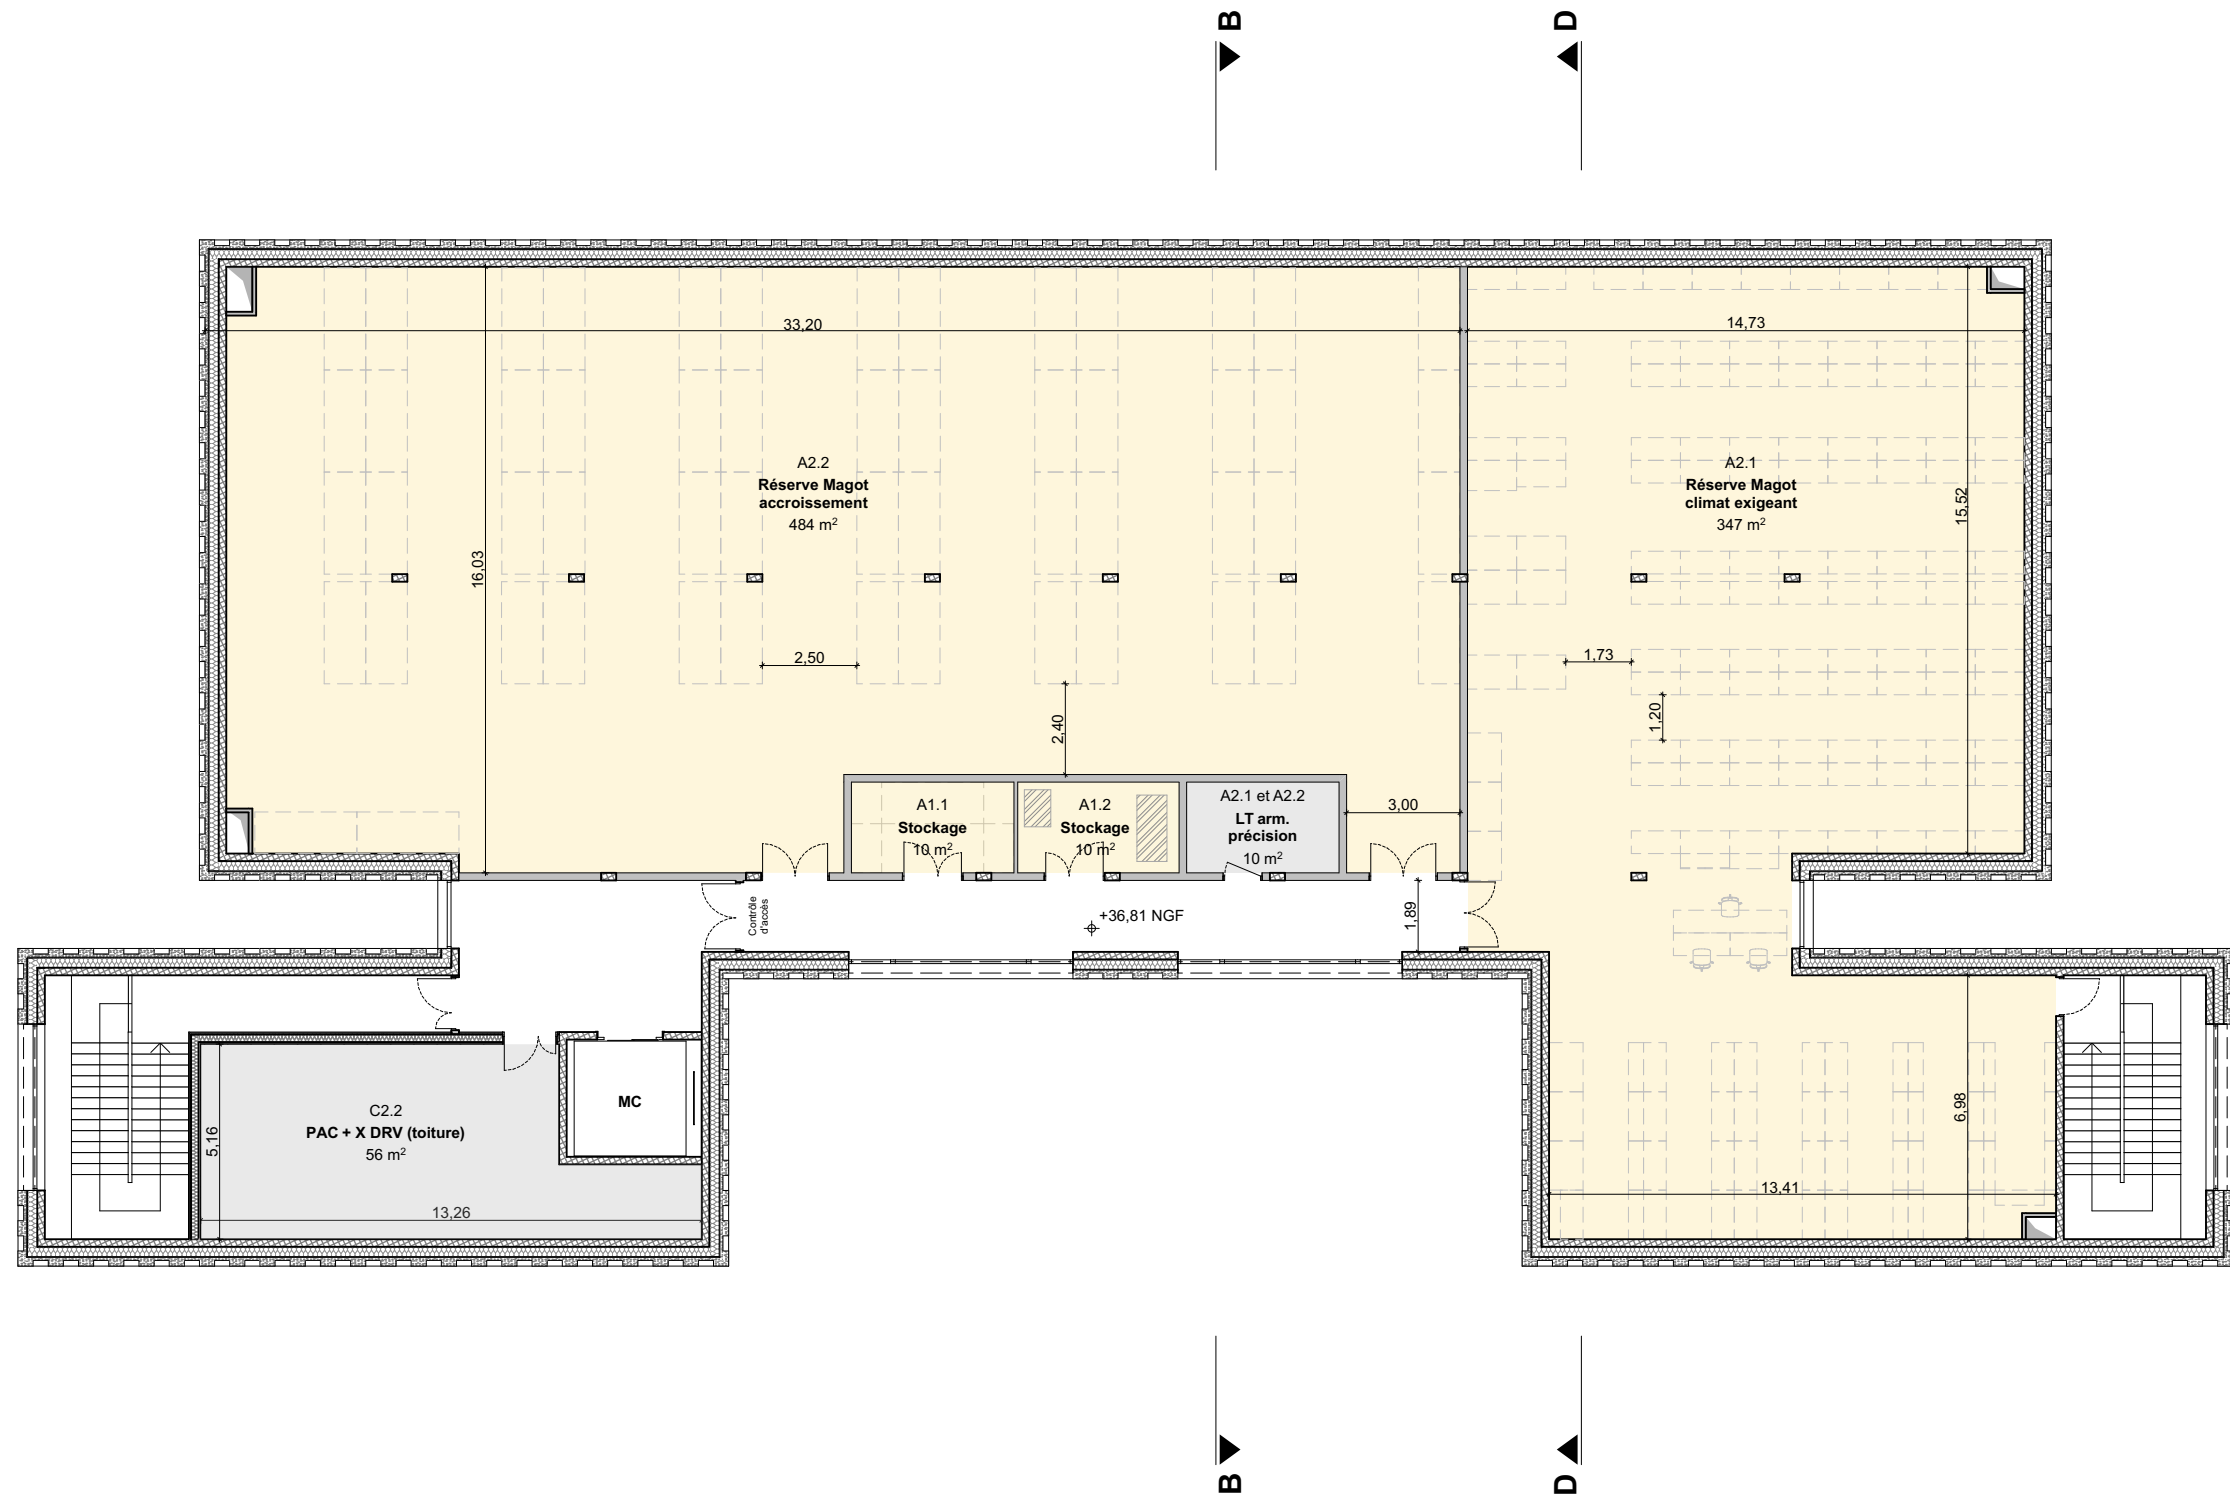 B
D
33,20
14,73
A2.2
Réserve Magot
accroissement
484 m²
A2.1
Réserve Magot
climat exigeant
347 m²
15,52
16,03
2,50
1,73
2,40
1,20
A1.1
Stockage
10 m²
A1.2
Stockage
10 m²
A2.1 et A2.2
LT arm.
précision
10 m²
3,00
Contrôle
d'accès
+36,81 NGF
1,89
C2.2
PAC + X DRV (toiture)
56 m²
MC
5,16
13,26
6,98
13,41
B
D